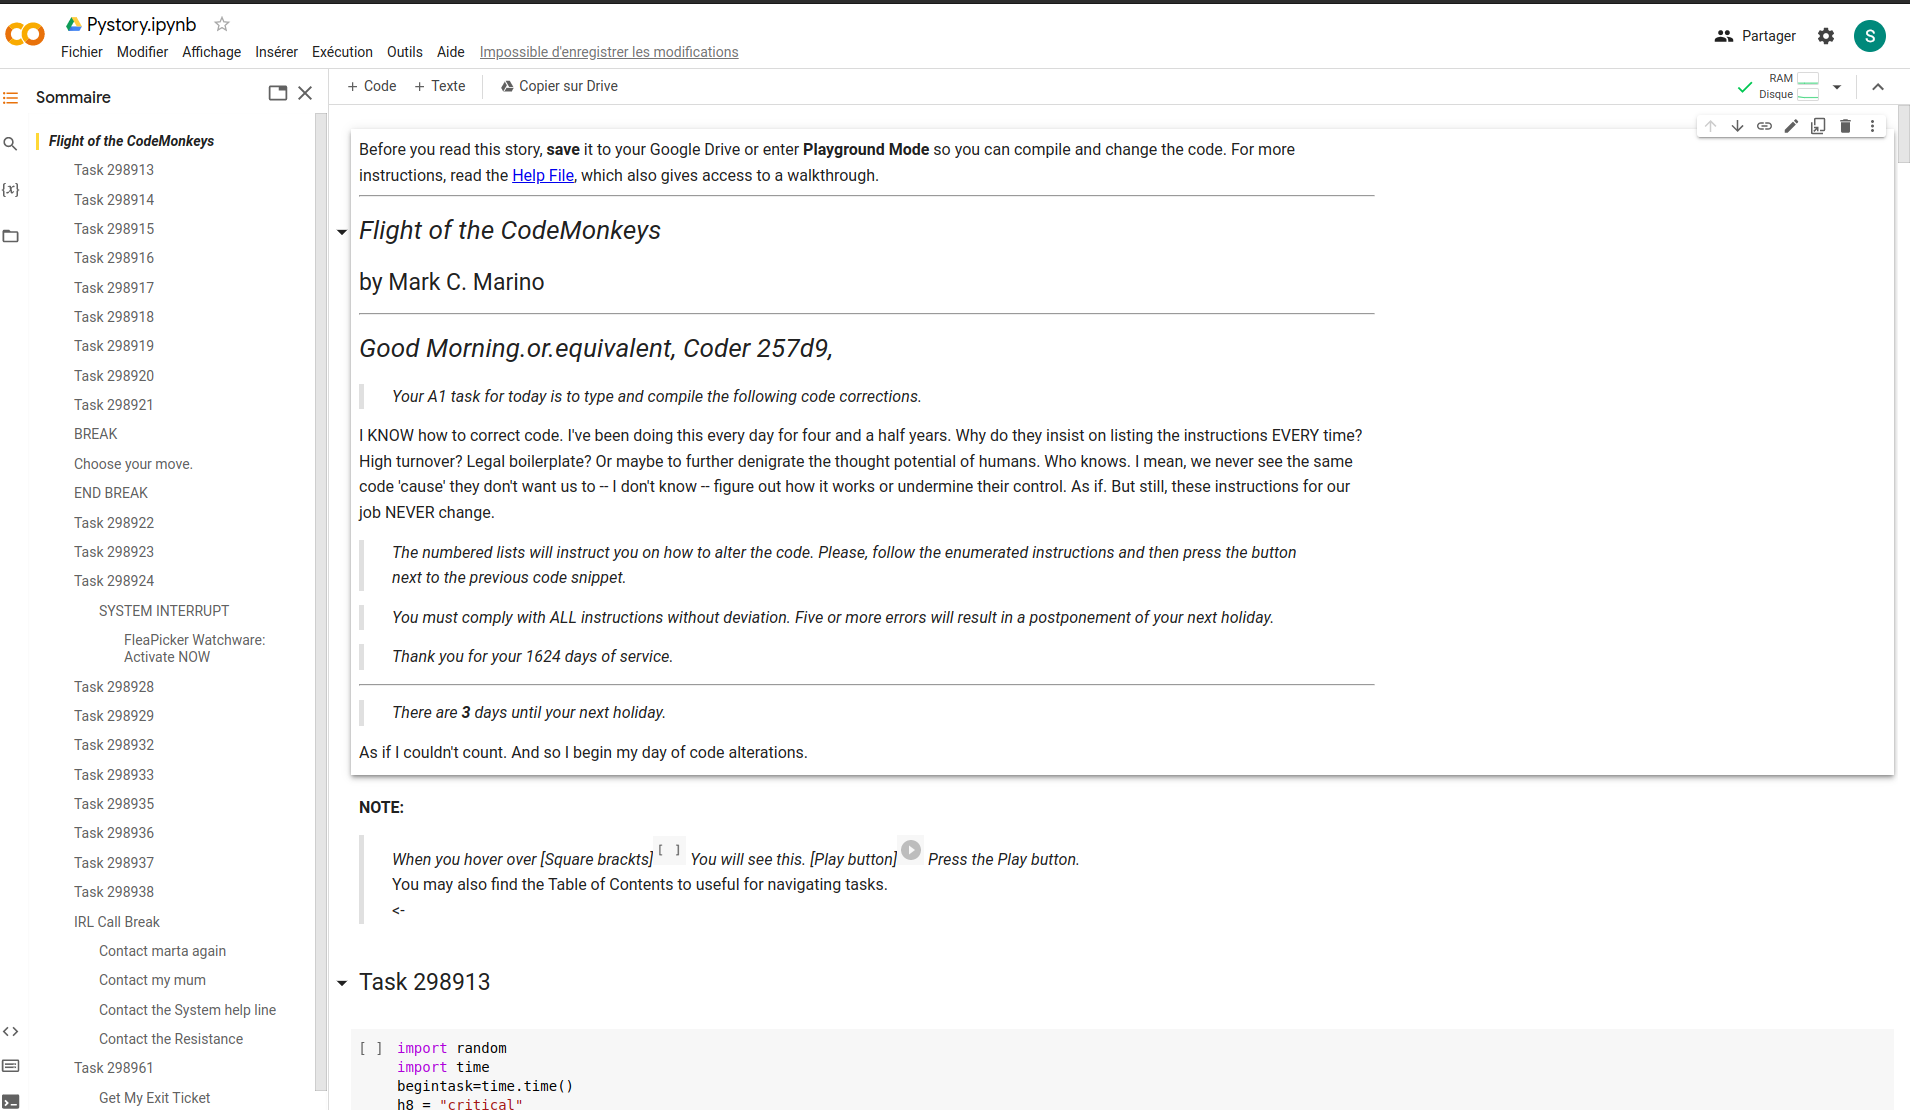 Pystory.ipynb
Fichier Modifier Affichage Insérer Exécution Outils Aide Impossible d'enregistrer les modifications
Partager
S
Sommaire
+ Code + Texte Copier sur Drive
RAM
Disque
Flight of the CodeMonkeys
Task 298913
Task 298914
Task 298915
Task 298916
Task 298917
Task 298918
Task 298919
Task 298920
Task 298921
BREAK
Choose your move.
END BREAK
Task 298922
Task 298923
Task 298924
SYSTEM INTERRUPT
FleaPicker Watchware:
Activate NOW
Task 298928
Task 298929
Task 298932
Task 298933
Task 298935
Task 298936
Task 298937
Task 298938
IRL Call Break
Contact marta again
Contact my mum
Contact the System help line
Contact the Resistance
Task 298961
Get My Exit Ticket
{x}
Before you read this story, save it to your Google Drive or enter Playground Mode so you can compile and change the code. For more
instructions, read the Help File, which also gives access to a walkthrough.
Flight of the CodeMonkeys
by Mark C. Marino
Good Morning.or.equivalent, Coder 257d9,
Your A1 task for today is to type and compile the following code corrections.
I KNOW how to correct code. I've been doing this every day for four and a half years. Why do they insist on listing the instructions EVERY time?
High turnover? Legal boilerplate? Or maybe to further denigrate the thought potential of humans. Who knows. I mean, we never see the same
code 'cause' they don't want us to -- I don't know -- figure out how it works or undermine their control. As if. But still, these instructions for our
job NEVER change.
The numbered lists will instruct you on how to alter the code. Please, follow the enumerated instructions and then press the button
next to the previous code snippet.
You must comply with ALL instructions without deviation. Five or more errors will result in a postponement of your next holiday.
Thank you for your 1624 days of service.
There are 3 days until your next holiday.
As if I couldn't count. And so I begin my day of code alterations.
NOTE:
When you hover over [Square brackts] [ ] You will see this. [Play button] Press the Play button.
You may also find the Table of Contents to useful for navigating tasks.
<-
Task 298913
[ ] import random
import time
begintask=time.time()
h8 = "critical"